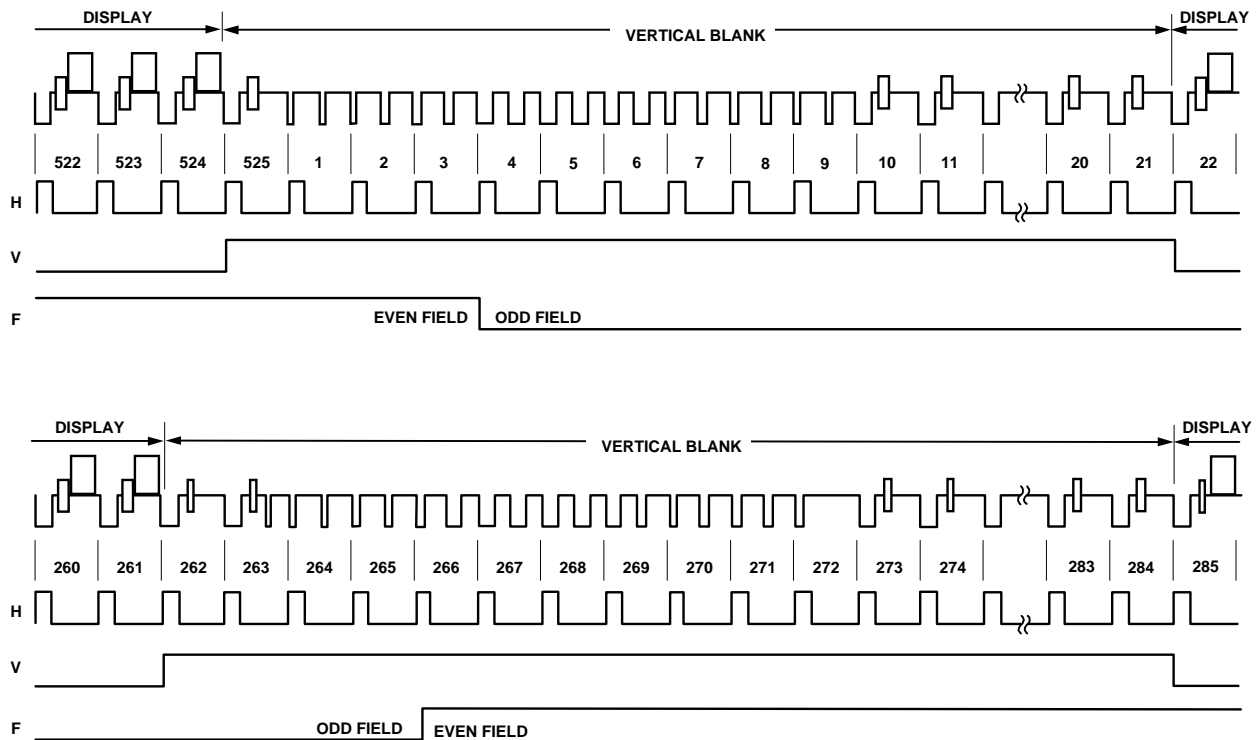 DISPLAY VERTICAL BLANK DISPLAY
522 523 524 525 1 2 3 4 5 6 7 8 9 10 11 20 21 22
H
V
F EVEN FIELD ODD FIELD
DISPLAY VERTICAL BLANK DISPLAY
260 261 262 263 264 265 266 267 268 269 270 271 272 273 274 283 284 285
H
V
F ODD FIELD EVEN FIELD